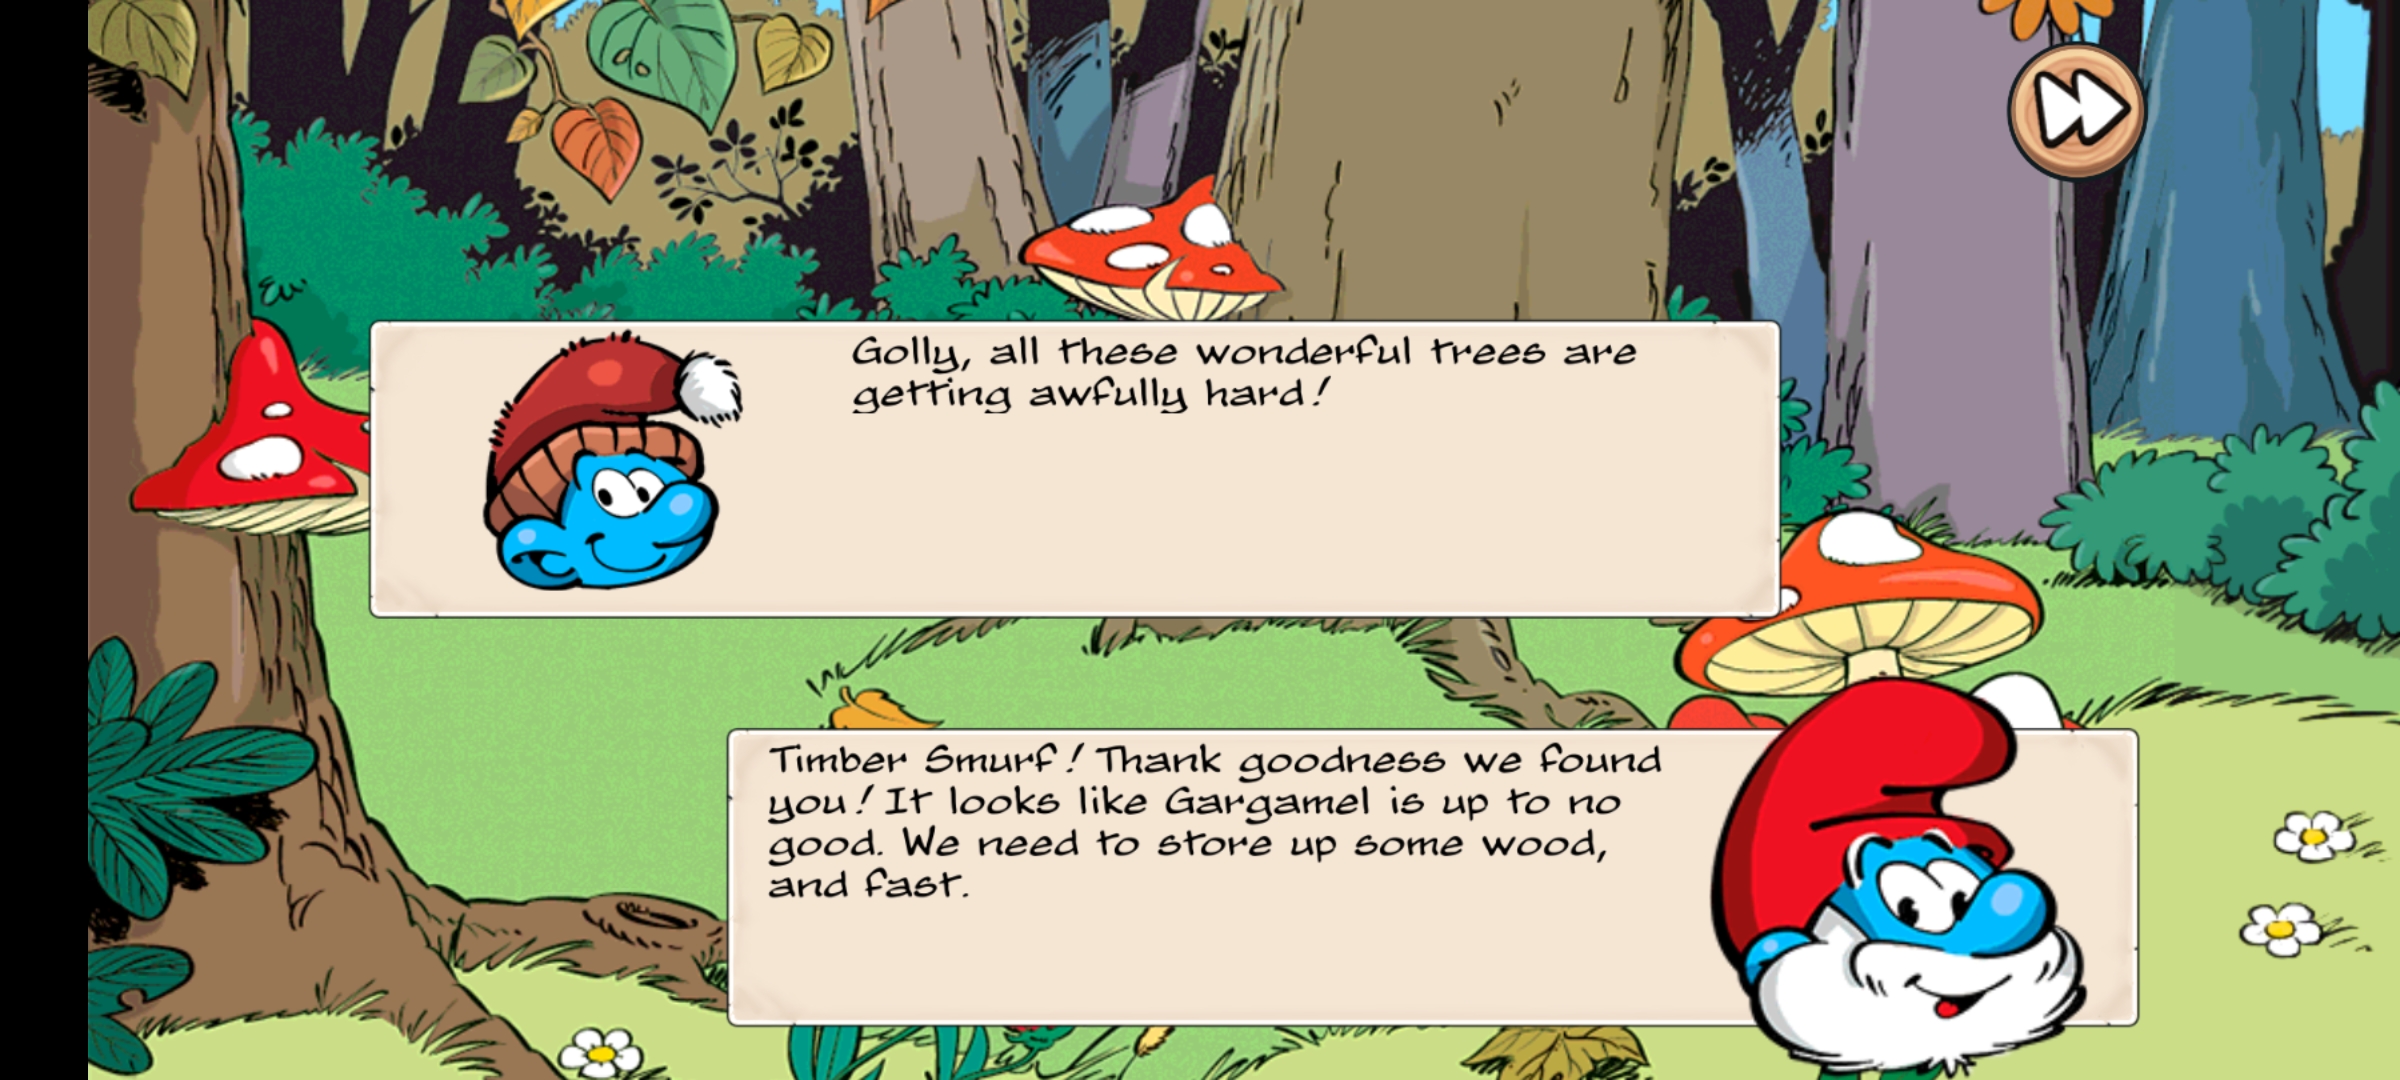 Golly, all these wonderful trees are
getting awfully hard!
Timber Smurf! Thank goodness we found
you! It looks like Gargamel is up to no
good. We need to store up some wood,
and fast.